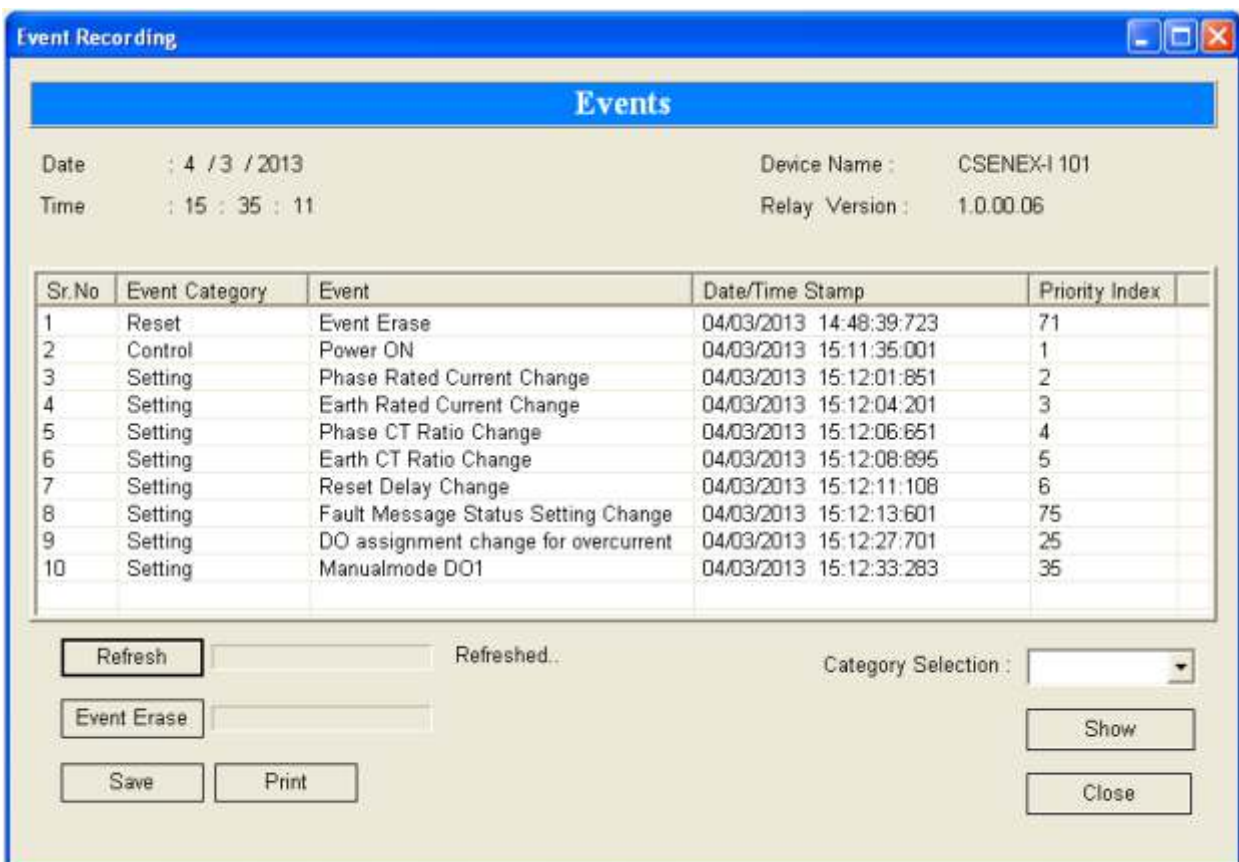 Event Recording
Events
Date : 4 / 3 / 2013 Device Name : CSENEX-I 101
Time : 15 : 35 : 11 Relay Version : 1.0.00.06
Sr.No Event Category Event Date/Time Stamp Priority Index
1 Reset Event Erase 04/03/2013 14:48:39:723 71
2 Control Power ON 04/03/2013 15:11:35:001 1
3 Setting Phase Rated Current Change 04/03/2013 15:12:01:851 2
4 Setting Earth Rated Current Change 04/03/2013 15:12:04:201 3
5 Setting Phase CT Ratio Change 04/03/2013 15:12:06:651 4
6 Setting Earth CT Ratio Change 04/03/2013 15:12:08:895 5
7 Setting Reset Delay Change 04/03/2013 15:12:11:108 6
8 Setting Fault Message Status Setting Change 04/03/2013 15:12:13:601 75
9 Setting DO assignment change for overcurrent 04/03/2013 15:12:27:701 25
10 Setting Manualmode DO1 04/03/2013 15:12:33:283 35
Refresh Refreshed.. Category Selection :
Event Erase Show
Save Print Close